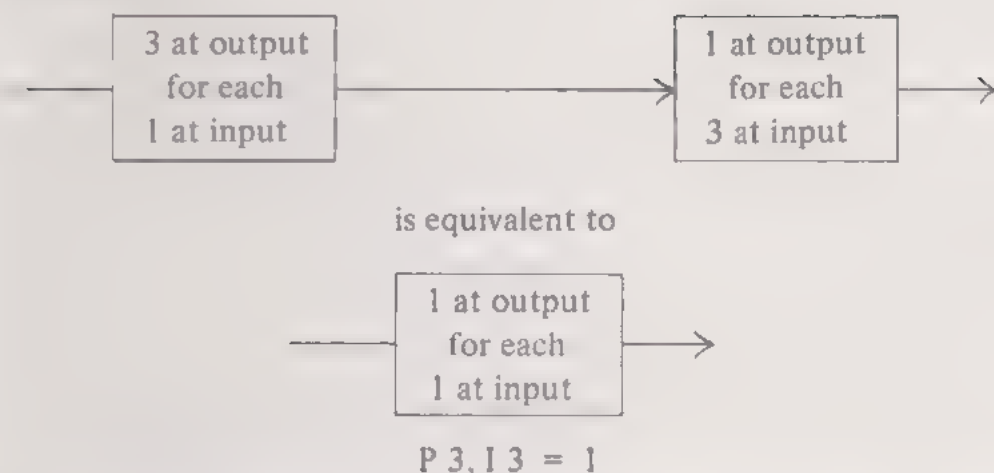 3 at output
for each
1 at input
1 at output
for each
3 at input
is equivalent to
1 at output
for each
1 at input
P 3, I 3 = 1